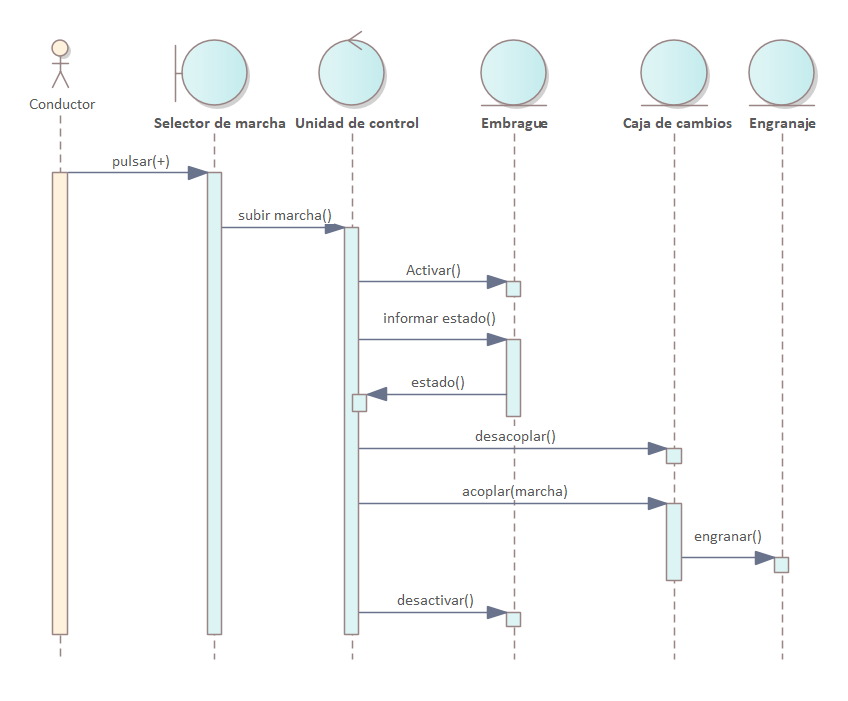 Conductor
Selector de marcha
Unidad de control
Embrague
Caja de cambios
Engranaje
pulsar(+)
subir marcha()
Activar()
informar estado()
estado()
desacoplar()
acoplar(marcha)
engranar()
desactivar()